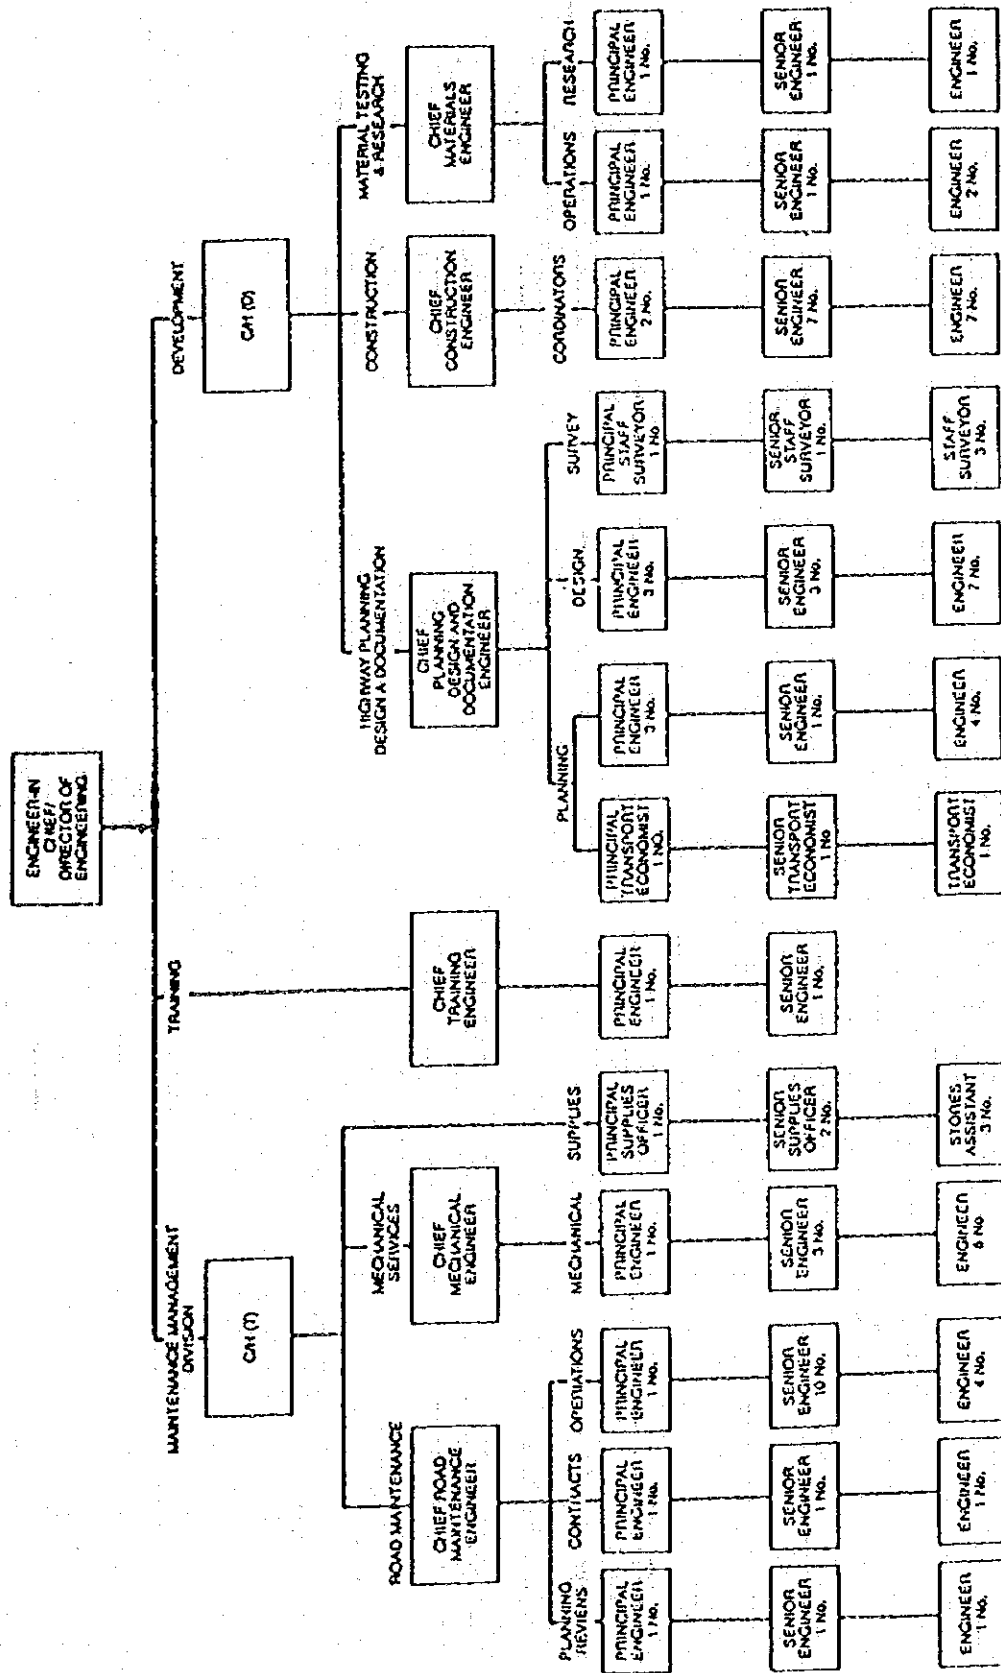 ENGINEER-IN
CHIEF/
DIRECTOR OF
ENGINEERING
MAINTENANCE MANAGEMENT
DIVISION
TRAINING
DEVELOPMENT
C/H (D)
ROAD MAINTENANCE
MECHANICAL
SERVICES
HIGHWAY PLANNING
DESIGN & DOCUMENTATION
CONSTRUCTION
MATERIAL TESTING
& RESEARCH
CHIEF ROAD
MAINTENANCE
ENGINEER
CHIEF
MECHANICAL
ENGINEER
CHIEF
TRAINING
ENGINEER
CHIEF
PLANNING
DESIGN AND
DOCUMENTATION
ENGINEER
CHIEF
CONSTRUCTION
ENGINEER
CHIEF
MATERIALS
ENGINEER
PLANNING
REVIENS
CONTRACTS
OPERIATIONS
MECHANICAL
SUPPLIES
PLANNING
DESIGN
SURVEY
CORDINATORS
OPERATIONS
RESEARCH
PRINCIPAL
ENGINEER
1 No.
PRINCIPAL
ENGINEER
1 No.
PRINCIPAL
ENGINEER
1 No.
PRINCIPAL
ENGINEER
1 No.
PRINCIPAL
SUPPLIES
OFFICER
1 No.
PRINCIPAL
ENGINEER
1 No.
PRINCIPAL
TRANSPORT
ECONOMIST
1 NO.
PRINCIPAL
ENGINEER
3 No.
PRINCIPAL
ENGINEER
3 No.
PRINCIPAL
STAFF
SURVEYOR
1 No
PRINCIPAL
ENGINEER
2 No.
PRINCIPAL
ENGINEER
1 No.
PRINCIPAL
ENGINEER
1 No.
SENIOR
ENGINEER
1 No.
SENIOR
ENGINEER
1 No.
SENIOR
ENGINEER
10 No.
SENIOR
ENGINEER
3 No.
SENIOR
SUPPLIES
OFFICER
2 No.
SENIOR
ENGINEER
1 No.
SENIOR
TRANSPORT
ECONOMIST
1 No
SENIOR
ENGINEER
1 No.
SENIOR
ENGINEER
3 No.
SENIOR
STAFF
SURVEYOR
1 No.
SENIOR
ENGINEER
7 No.
SENIOR
ENGINEER
1 No.
SENIOR
ENGINEER
1 No.
ENGINEER
1 No.
ENGINEER
1 No.
ENGINEER
4 No.
ENGINEER
6 No.
STORES
ASSISTANT
3 No.
TRANSPORT
ECONOMIST
1 No.
ENGINEER
4 No.
ENGINEER
7 No.
STAFF
SURVEYOR
3 No.
ENGINEER
7 No.
ENGINEER
2 No.
ENGINEER
1 No.